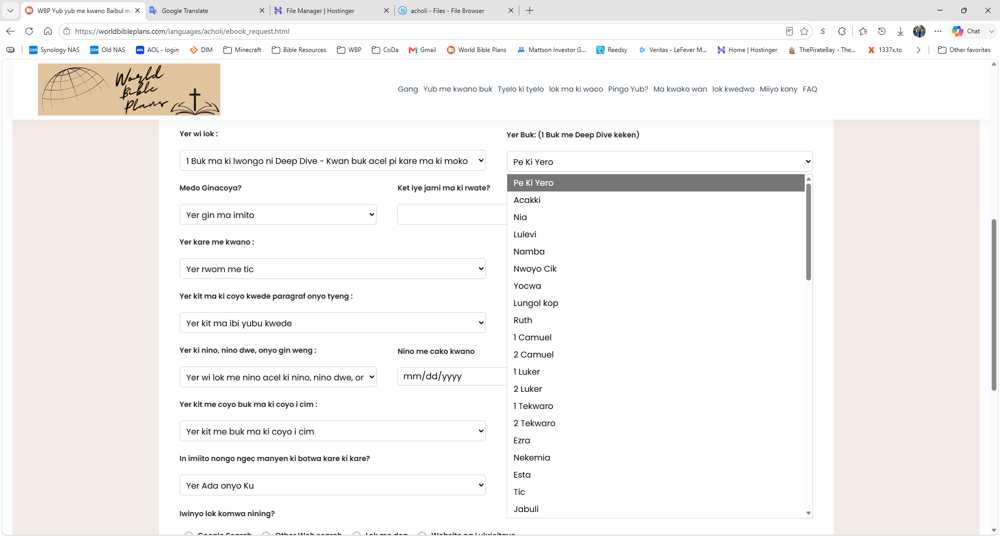 WBP Yub yub me kwano Baibul ma
Google Translate
File Manager | Hostinger
acholi - Files - File Browser
https://worldbibleplans.com/languages/acholi/ebook_request.html
Chat
Synology NAS
Old NAS
AOL - login
DIM
Minecraft
Bible Resources
WBP
CoDa
Gmail
World Bible Plans
Mattson Investor G...
Reedsy
Veritas - LeFever M...
Home | Hostinger
ThePirateBay - The...
1337x.to
Other favorites
World
Bible
Plans
Gang Yub me kwano buk Tyelo ki tyelo lok ma ki waco Pingo Yub? Ma kwako wan lok kwedwa Miiyo kony FAQ
Yer wi lok :
1 Buk ma ki lwongo ni Deep Dive - Kwan buk acel pi kare ma ki moko
Medo Ginacoya?
Ket iye jami ma ki rwate?
Yer gin ma imito
Yer kare me kwano :
Yer rwom me tic
Yer kit ma ki coyo kwede paragraf onyo tyeng :
Yer kit ma ibi yubu kwede
Yer ki nino, nino dwe, onyo gin weng :
Nino me cako kwano
Yer wi lok me nino acel ki nino, nino dwe, or
mm/dd/yyyy
Yer kit me coyo buk ma ki coyo i cim :
Yer kit me buk ma ki coyo i cim
In imiito nongo ngec manyen ki botwa kare ki kare?
Yer Ada onyo Ku
Iwinyo lok komwa nining?
Google Search
Other Web search
Lok me dog
Website pa Lukricitayo
Yer Buk: (1 Buk me Deep Dive keken)
Pe Ki Yero
Pe Ki Yero
Acakki
Nia
Lulevi
Namba
Nwoyo Cik
Yocwa
Lungol kop
Ruth
1 Camuel
2 Camuel
1 Luker
2 Luker
1 Tekwaro
2 Tekwaro
Ezra
Nekemia
Esta
Tic
Jabuli